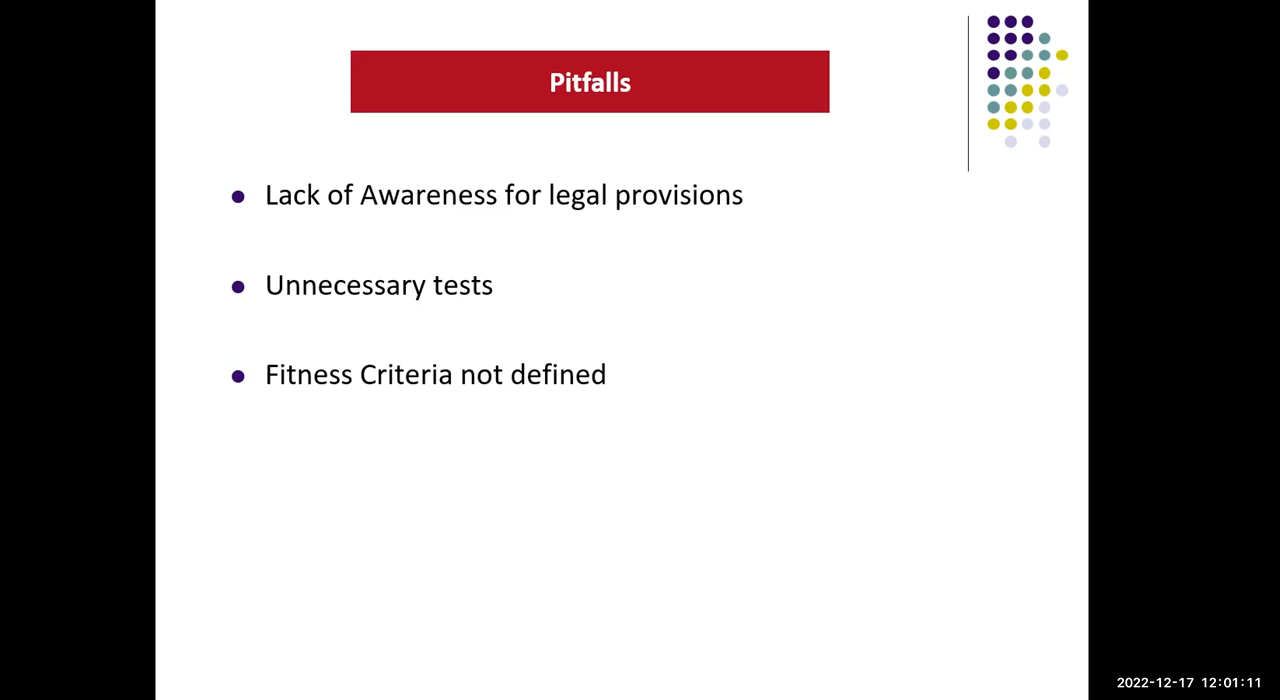 Pitfalls
Lack of Awareness for legal provisions
Unnecessary tests
Fitness Criteria not defined
2022-12-17 12:01:11